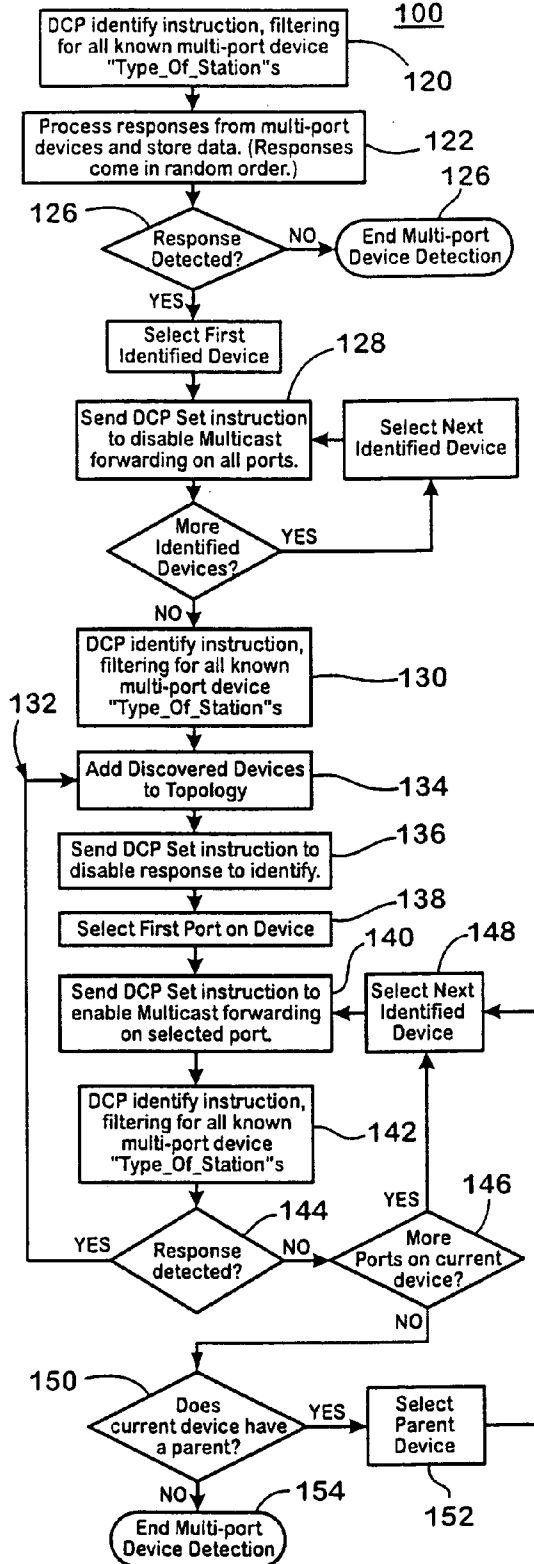 100
DCP identify instruction, filtering
for all known multi-port device
"Type_Of_Station"s
120
Process responses from multi-port
devices and store data. (Responses
come in random order.)
122
126
Response
Detected?
NO
126
End Multi-port
Device Detection
YES
Select First
Identified Device
128
Send DCP Set instruction
to disable Multicast
forwarding on all ports.
Select Next
Identified Device
More
Identified
Devices?
YES
NO
DCP identify instruction,
filtering for all known
multi-port device
"Type_Of_Station"s
130
132
Add Discovered Devices
to Topology
134
Send DCP Set instruction to
disable response to identify.
136
Select First Port on Device
138
140
Send DCP Set instruction to
enable Multicast forwarding
on selected port.
148
Select Next
Identified
Device
DCP identify instruction,
filtering for all known
multi-port device
"Type_Of_Station"s
142
144
YES
Response
detected?
NO
YES
146
More
Ports on current
device?
NO
150
Does
current device have
a parent?
YES
Select
Parent
Device
152
NO
154
End Multi-port
Device Detection